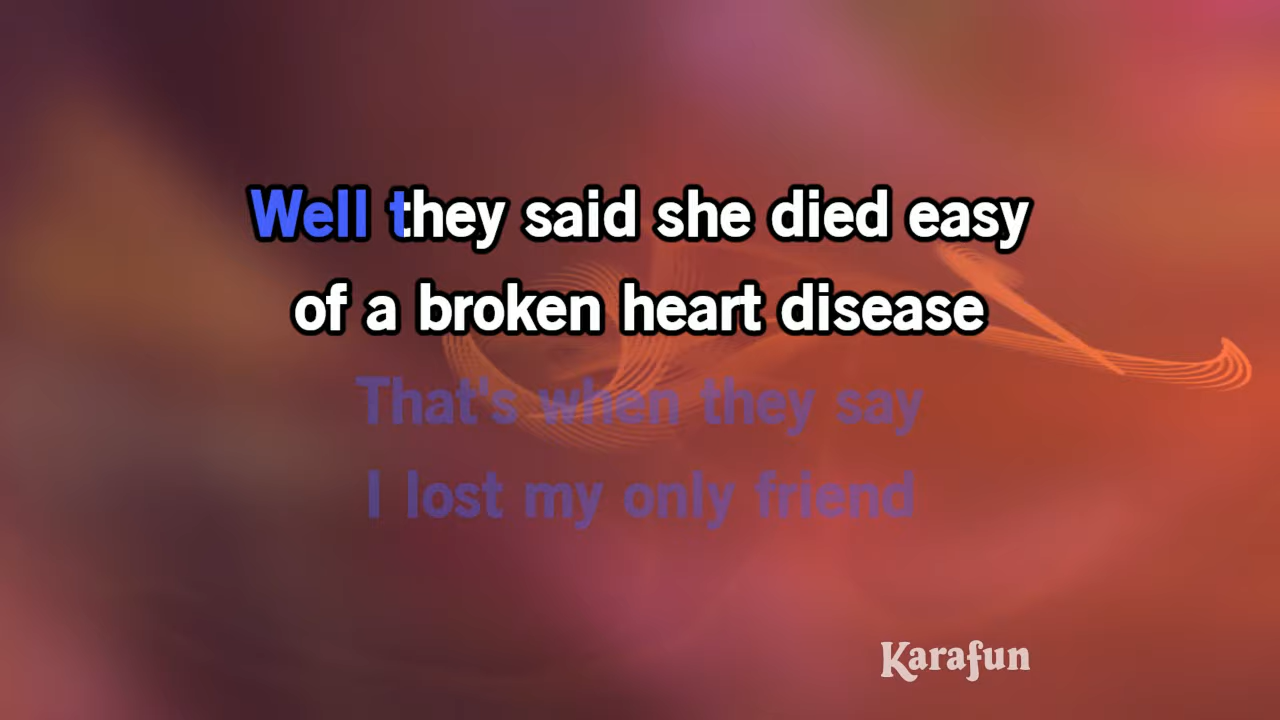 Well they said she died easy
of a broken heart disease
That's when they say
I lost my only friend
Karafun